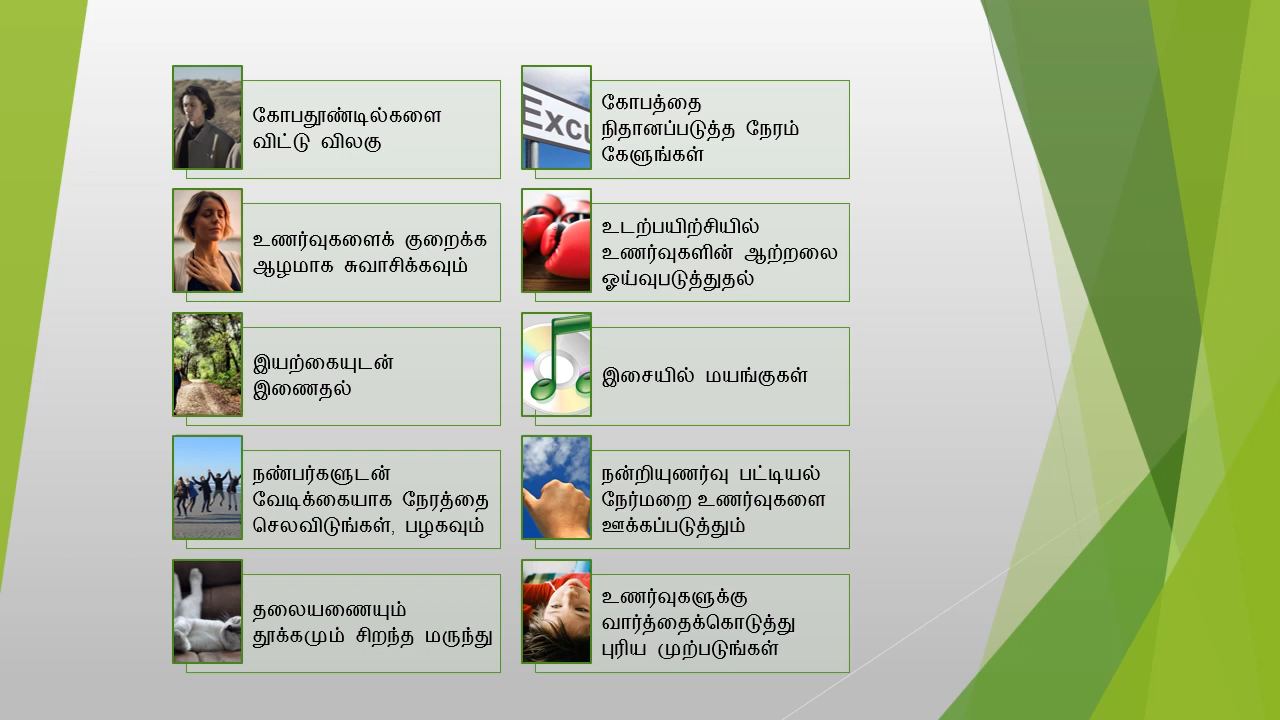 கோபதூண்டில்களை
விட்டு விலகு
Excu
கோபத்தை
நிதானப்படுத்த நேரம்
கேளுங்கள்
உணர்வுகளைக் குறைக்க
ஆழமாக சுவாசிக்கவும்
உடற்பயிற்சியில்
உணர்வுகளின் ஆற்றலை
ஓய்வுபடுத்துதல்
இயற்கையுடன்
இணைதல்
இசையில் மயங்குகள்
நண்பர்களுடன்
வேடிக்கையாக நேரத்தை
செலவிடுங்கள், பழகவும்
நன்றியுணர்வு பட்டியல்
நேர்மறை உணர்வுகளை
ஊக்கப்படுத்தும்
தலையணையும்
தூக்கமும் சிறந்த மருந்து
உணர்வுகளுக்கு
வார்த்தைக்கொடுத்து
புரிய முற்படுங்கள்